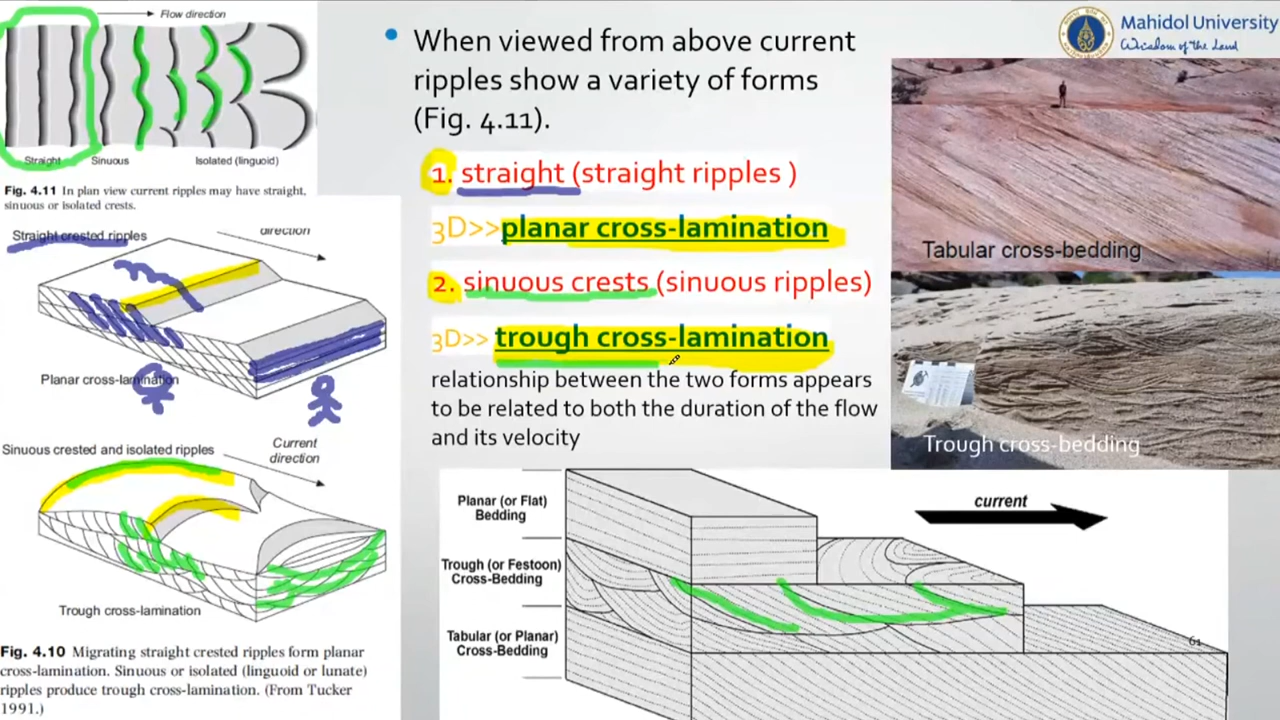 Flow direction
Straight
Sinuous
Isolated (linguoid)
Fig. 4.11 In plan view current ripples may have straight,
sinuous or isolated crests.
Straight crested ripples
direction
Planar cross-lamination
Sinuous crested and isolated ripples
Current
direction
Trough cross-lamination
Fig. 4.10 Migrating straight crested ripples form planar
cross-lamination. Sinuous or isolated (linguoid or lunate)
ripples produce trough cross-lamination. (From Tucker
1991.)
• When viewed from above current
ripples show a variety of forms
(Fig. 4.11).
1. straight (straight ripples )
3D>>planar cross-lamination
2. sinuous crests (sinuous ripples)
3D>> trough cross-lamination
relationship between the two forms appears
to be related to both the duration of the flow
and its velocity
Mahidol University
Wisdom of the Land
Tabular cross-bedding
Trough cross-bedding
Planar (or Flat)
Bedding
Trough (or Festoon)
Cross-Bedding
Tabular (or Planar)
Cross-Bedding
current
61